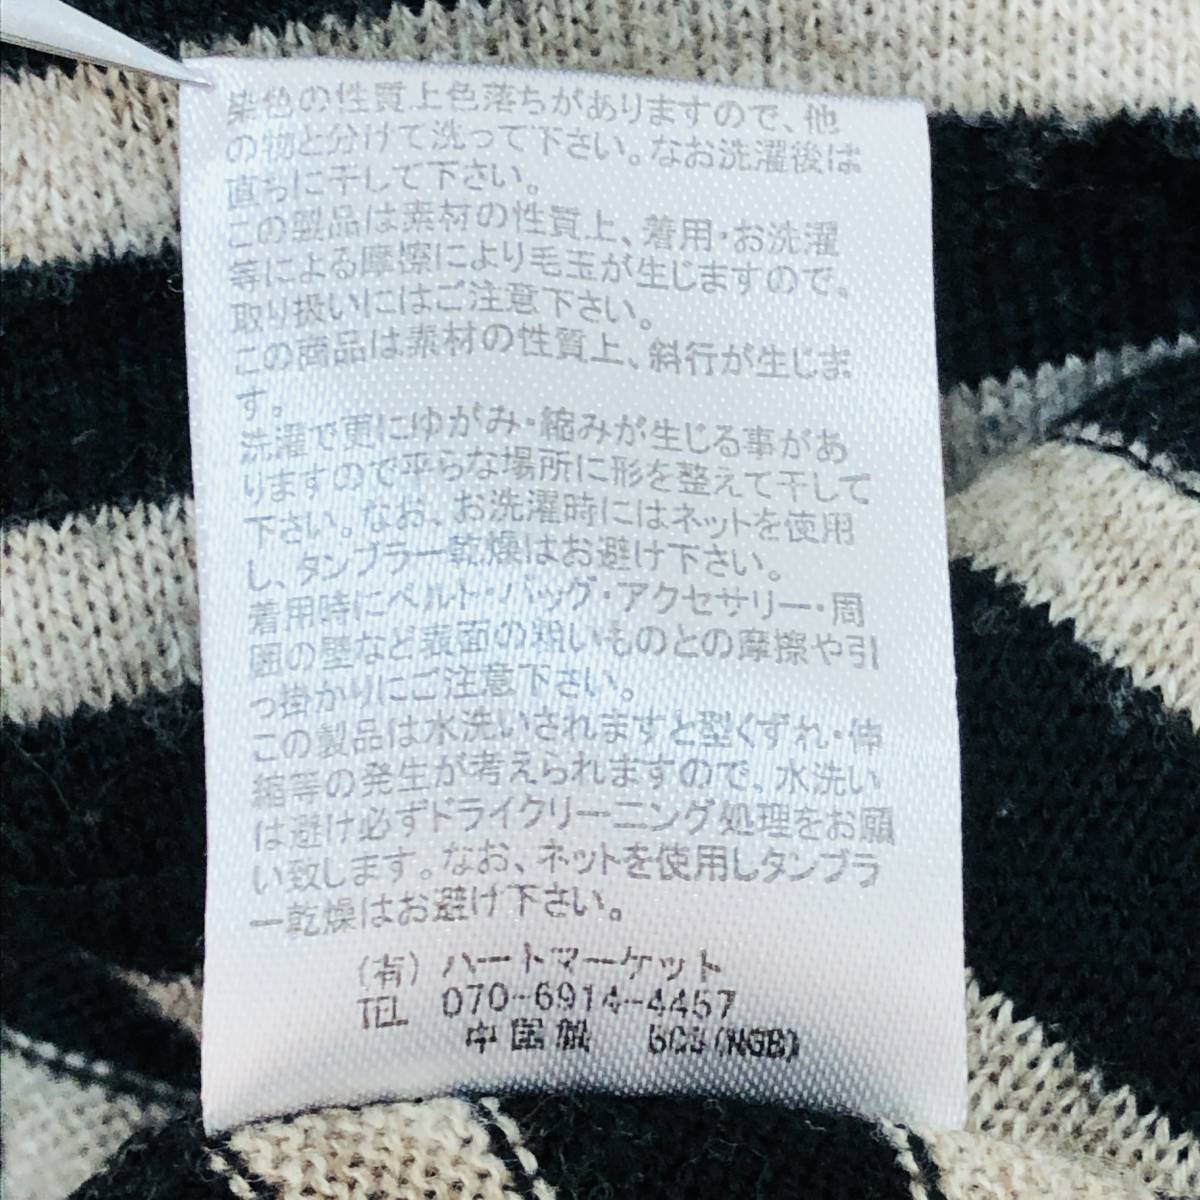 染色の性質上色落ちがありますので、他
の物と分けて洗って下さい。なお洗濯後は
直ちに干して下さい。
この製品は素材の性質上、着用・お洗濯
等による摩擦により毛玉が生じますので、
取り扱いにはご注意下さい。
この商品は素材の性質上、斜行が生じま
す。
洗濯で更にゆがみ・縮みが生じる事があ
りますので平らな場所に形を整えて干して
下さい。なお、お洗濯時にはネットを使用
し、タンブラー乾燥はお避け下さい。
着用時にベルト・バッグ・アクセサリー・周
囲の壁など表面の粗いものとの摩擦や引
っ掛かりにご注意下さい。
この製品は水洗いされますと型くずれ・伸
縮等の発生が考えられますので、水洗い
は避け必ずドライクリーニング処理をお願
い致します。なお、ネットを使用しタンブラ
ー乾燥はお避け下さい。
（有）ハートマーケット
TEL 070-6914-4457
中国製 (NGB)